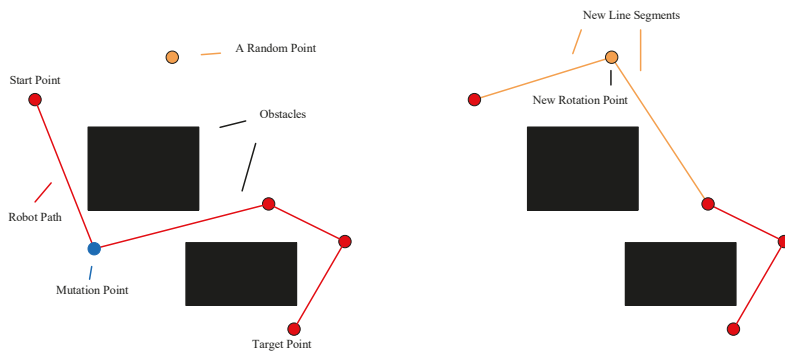 New Line Segments
A Random Point
Start Point
New Rotation Point
Obstacles
Robot Path
Mutation Point
Target Point